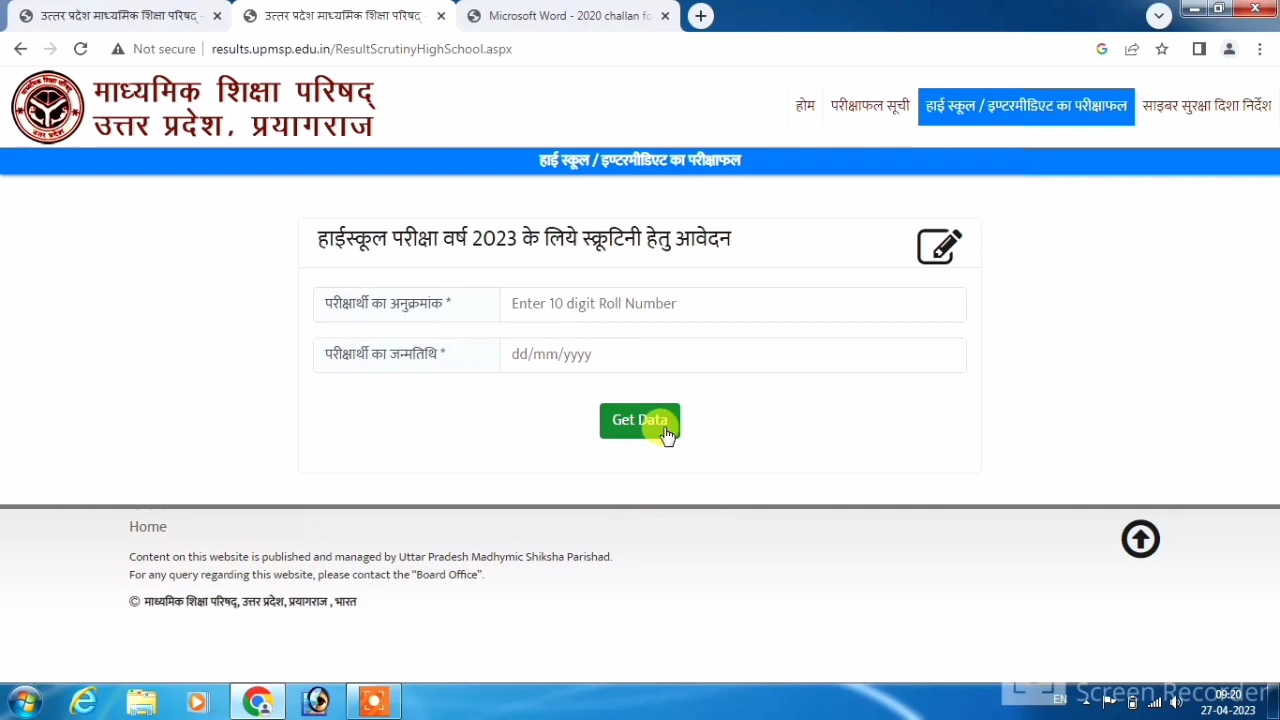 उत्तर प्रदेश माध्यमिक शिक्षा परिषद् -
उत्तर प्रदेश माध्यमिक शिक्षा परिषद् -
Microsoft Word - 2020 challan fo
Not secure
results.upmsp.edu.in/ResultScrutinyHighSchool.aspx
माध्यमिक शिक्षा परिषद्
उत्तर प्रदेश, प्रयागराज
होम परीक्षाफल सूची हाई स्कूल / इण्टरमीडिएट का परीक्षाफल साइबर सुरक्षा दिशा निर्देश
हाई स्कूल / इण्टरमीडिएट का परीक्षाफल
हाईस्कूल परीक्षा वर्ष 2023 के लिये स्क्रूटिनी हेतु आवेदन
परीक्षार्थी का अनुक्रमांक * Enter 10 digit Roll Number
परीक्षार्थी का जन्मतिथि * dd/mm/yyyy
Get Data
Home
Content on this website is published and managed by Uttar Pradesh Madhymic Shiksha Parishad.
For any query regarding this website, please contact the “Board Office”.
© माध्यमिक शिक्षा परिषद्, उत्तर प्रदेश, प्रयागराज , भारत
Screen Recorder
EN
09:20
27-04-2023